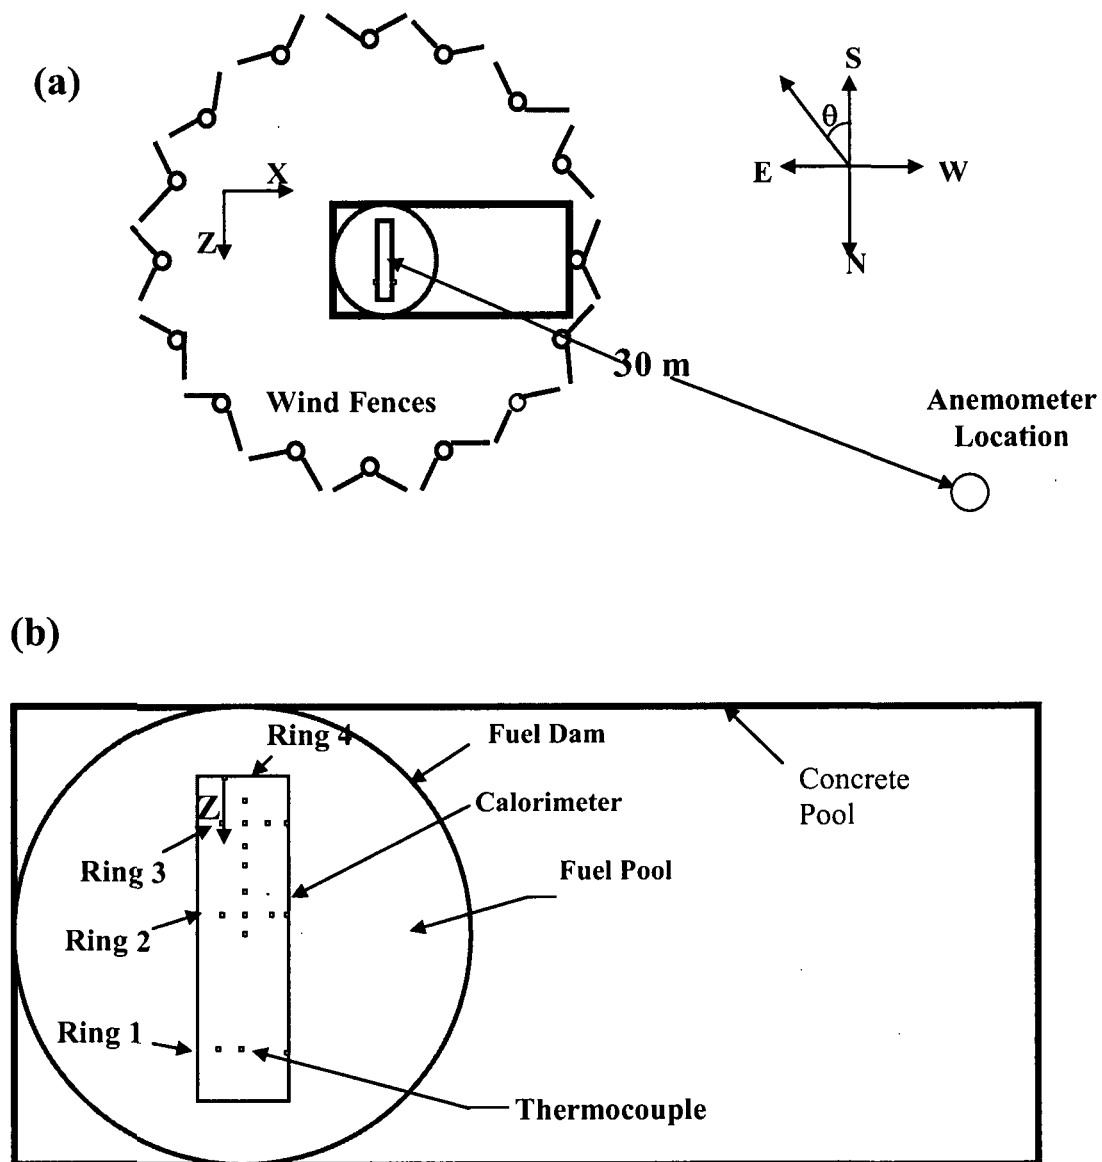 (a)
S
θ
X
E
W
Z
N
30 m
Wind Fences
Anemometer
Location
(b)
Ring 4
Fuel Dam
Concrete
Pool
Z
Calorimeter
Ring 3
Fuel Pool
Ring 2
Ring 1
Thermocouple